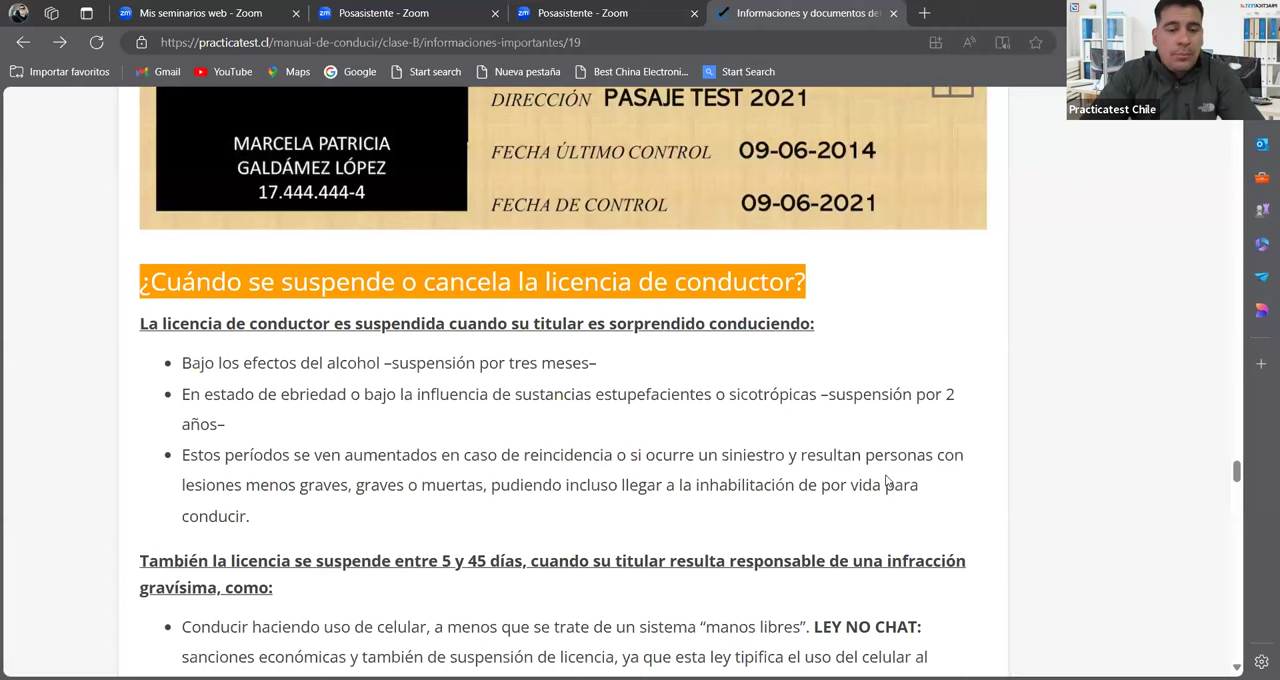 Mis seminarios web - Zoom
Posasistente - Zoom
Posasistente - Zoom
Informaciones y documentos de
https://practicatest.cl/manual-de-conducir/clase-B/informaciones-importantes/19
Importar favoritos
Gmail
YouTube
Maps
Google
Start search
Nueva pestaña
Best China Electroni...
Start Search
Practicatest Chile
DIRECCIÓN PASAJE TEST 2021
MARCELA PATRICIA
GALDÁMEZ LÓPEZ
17.444.444-4
FECHA ÚLTIMO CONTROL 09-06-2014
FECHA DE CONTROL 09-06-2021
¿Cuándo se suspende o cancela la licencia de conductor?
La licencia de conductor es suspendida cuando su titular es sorprendido conduciendo:
Bajo los efectos del alcohol –suspensión por tres meses–
En estado de ebriedad o bajo la influencia de sustancias estupefacientes o sicotrópicas –suspensión por 2
años–
Estos períodos se ven aumentados en caso de reincidencia o si ocurre un siniestro y resultan personas con
lesiones menos graves, graves o muertas, pudiendo incluso llegar a la inhabilitación de por vida para
conducir.
También la licencia se suspende entre 5 y 45 días, cuando su titular resulta responsable de una infracción
gravísima, como:
Conducir haciendo uso de celular, a menos que se trate de un sistema “manos libres”. LEY NO CHAT:
sanciones económicas y también de suspensión de licencia, ya que esta ley tipifica el uso del celular al